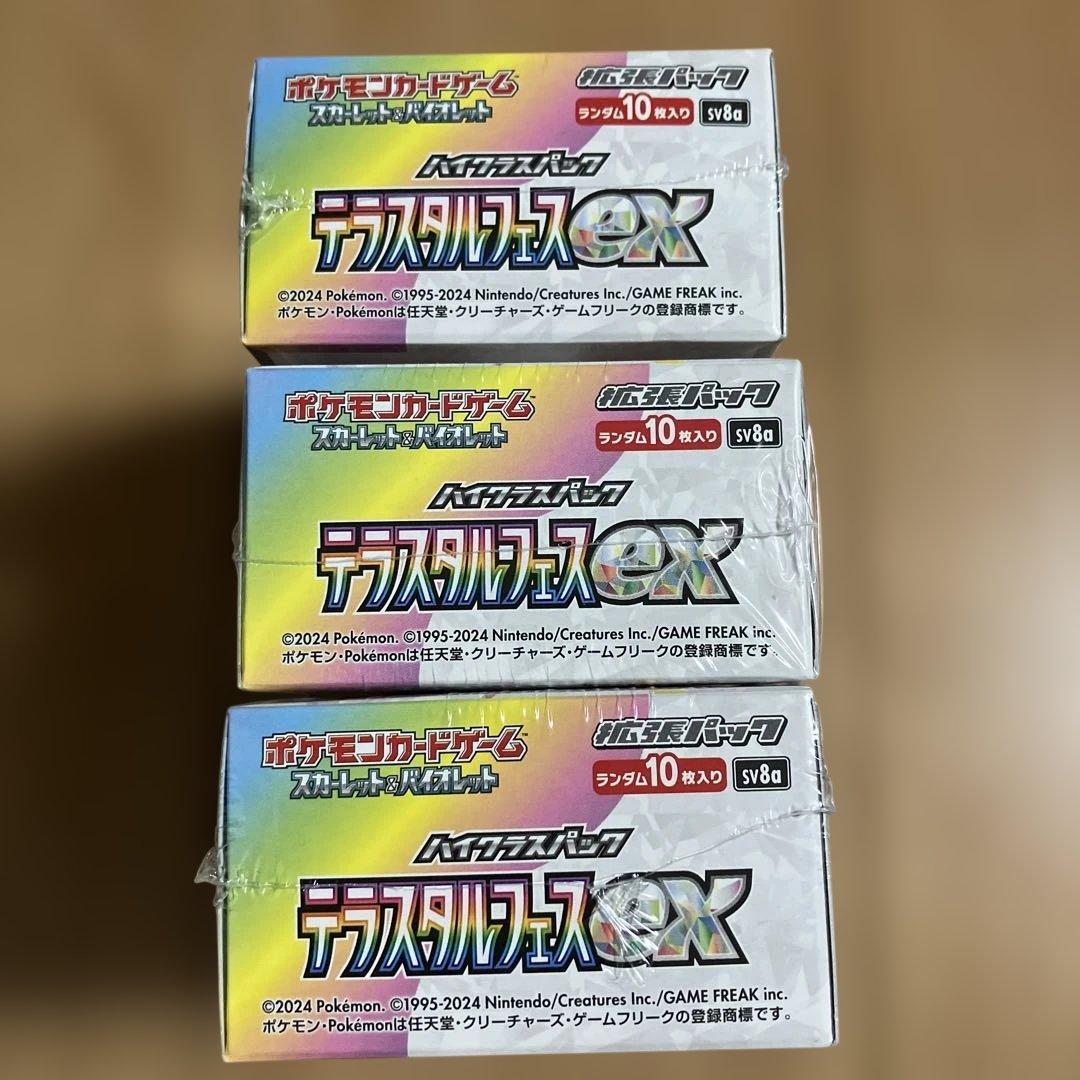 ポケモンカードゲーム™ 拡張パック
スカーレット&バイオレット ランダム10枚入り SV8a
ハイクラスパック
テラスタルフェスex
©2024 Pokémon. ©1995-2024 Nintendo/Creatures Inc./GAME FREAK inc.
ポケモン・Pokémonは任天堂・クリーチャーズ・ゲームフリークの登録商標です。
ポケモンカードゲーム™ 拡張パック
スカーレット&バイオレット ランダム10枚入り SV8a
ハイクラスパック
テラスタルフェスex
©2024 Pokémon. ©1995-2024 Nintendo/Creatures Inc./GAME FREAK inc.
ポケモン・Pokémonは任天堂・クリーチャーズ・ゲームフリークの登録商標です。
ポケモンカードゲーム™ 拡張パック
スカーレット&バイオレット ランダム10枚入り SV8a
ハイクラスパック
テラスタルフェスex
©2024 Pokémon. ©1995-2024 Nintendo/Creatures Inc./GAME FREAK inc.
ポケモン・Pokémonは任天堂・クリーチャーズ・ゲームフリークの登録商標です。